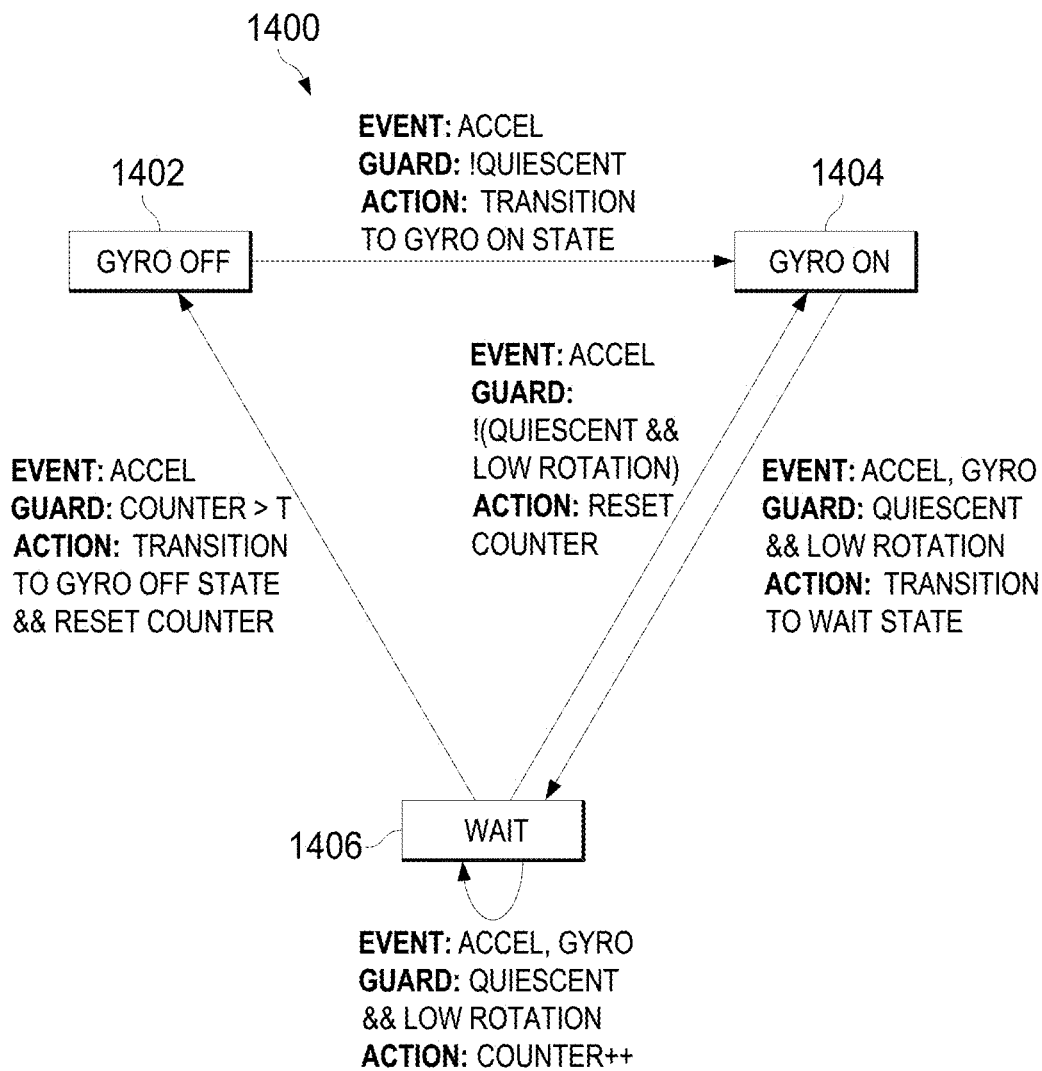 1400
EVENT: ACCEL
GUARD: !QUIESCENT
ACTION: TRANSITION
TO GYRO ON STATE
1402
1404
GYRO OFF
GYRO ON
EVENT: ACCEL
GUARD:
!(QUIESCENT &&
LOW ROTATION)
ACTION: RESET
COUNTER
EVENT: ACCEL
GUARD: COUNTER > T
ACTION: TRANSITION
TO GYRO OFF STATE
&& RESET COUNTER
EVENT: ACCEL, GYRO
GUARD: QUIESCENT
&& LOW ROTATION
ACTION: TRANSITION
TO WAIT STATE
WAIT
1406
EVENT: ACCEL, GYRO
GUARD: QUIESCENT
&& LOW ROTATION
ACTION: COUNTER++